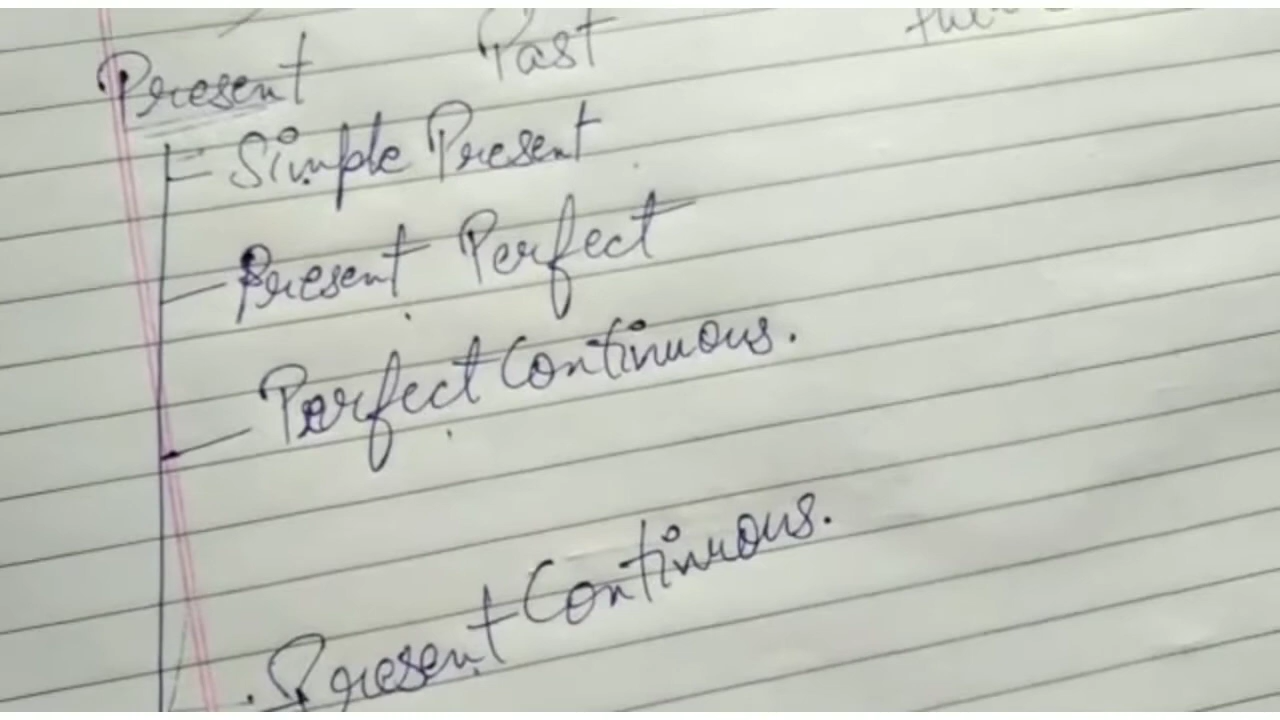 Present Past
Simple Present
Present Perfect
Perfect Continuous.
Present Continuous.